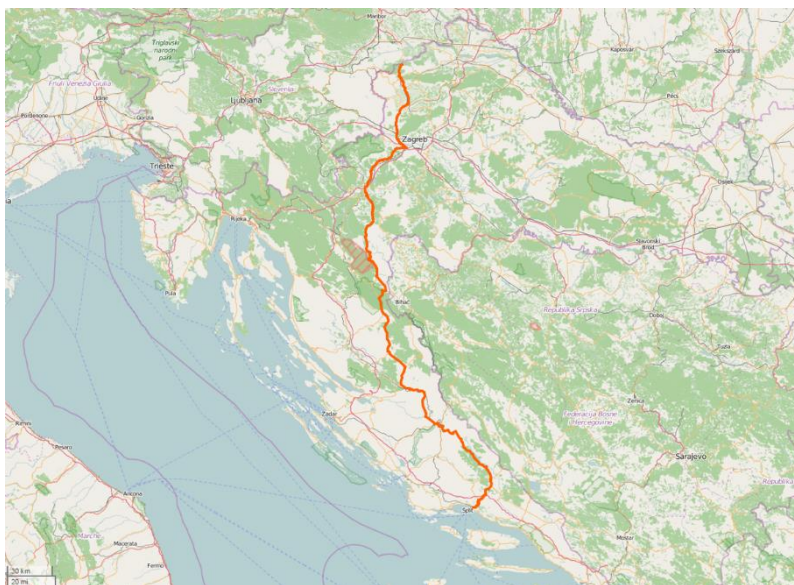 Maribor
Triglavski
narodni
park
Kaposvár
Szekszárd
Friuli Venezia Giulia
Udine
Ljubljana
Slovenija
Pécs
Pordenone
Gorizia
Zagreb
Trieste
Osijek
Rijeka
Slavonski
Brod
Pula
Bihać
Republika Srpska
Doboj
Tuzla
Zenica
Zadar
Federacija Bosne
i Hercegovine
Rimini
Pesaro
Sarajevo
Ancona
Split
Marche
Macerata
Mostar
Fermo
30 km
20 mi